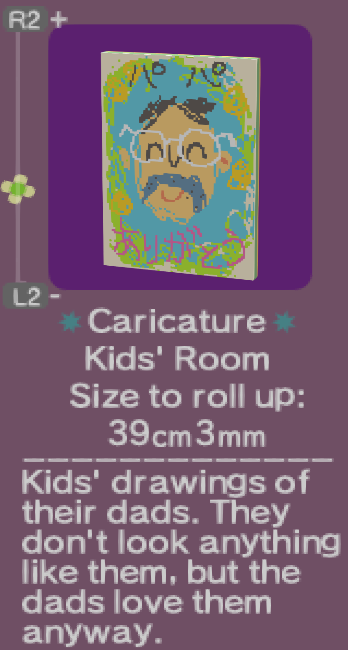 R2 +
パパ
ありがとう
L2 -
Caricature
Kids' Room
Size to roll up:
39cm3mm
Kids' drawings of
their dads. They
don't look anything
like them, but the
dads love them
anyway.